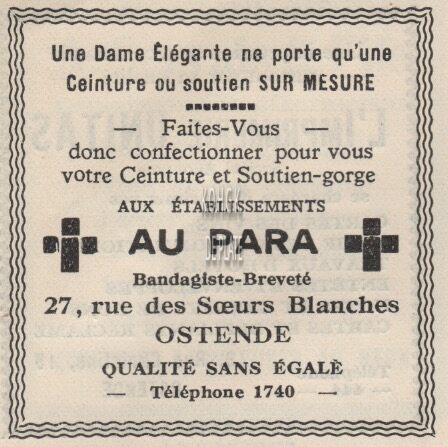 Une Dame Élégante ne porte qu'une
Ceinture ou soutien SUR MESURE
— Faites-Vous —
donc confectionner pour vous
votre Ceinture et Soutien-gorge
AUX ÉTABLISSEMENTS
AU PARA
Bandagiste-Breveté
27, rue des Sœurs Blanches
OSTENDE
QUALITÉ SANS ÉGALÈ
— Téléphone 1740 —